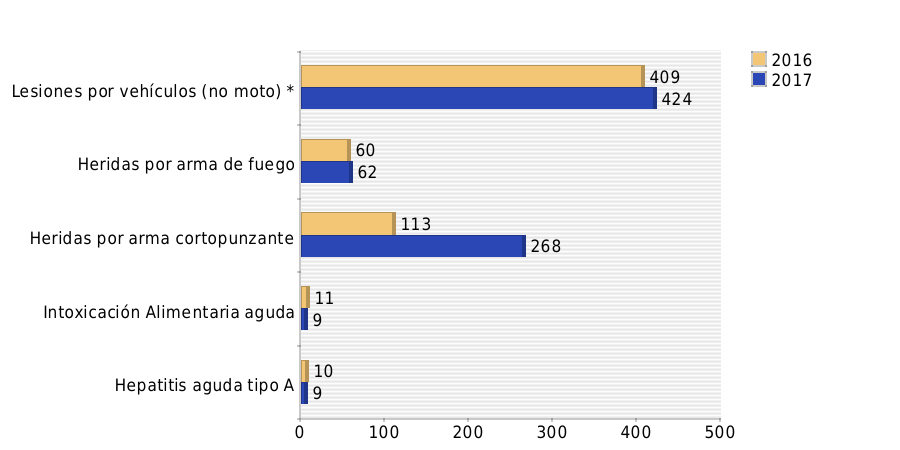 2016
2017
Lesiones por vehículos (no moto) *
409
424
Heridas por arma de fuego
60
62
Heridas por arma cortopunzante
113
268
Intoxicación Alimentaria aguda
11
9
Hepatitis aguda tipo A
10
9
0 100 200 300 400 500